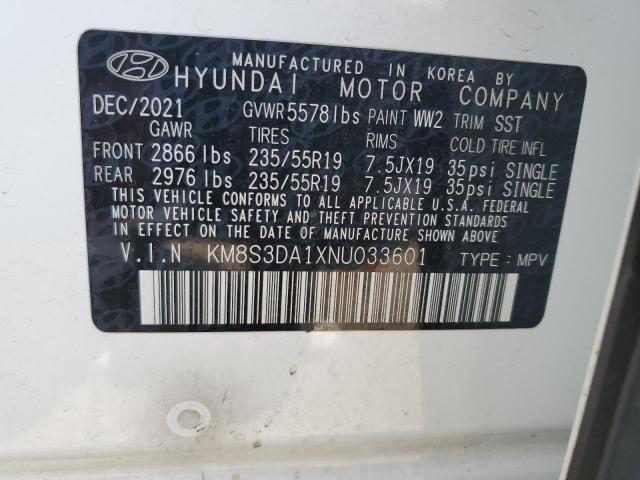 MANUFACTURED IN KOREA BY
HYUNDAI MOTOR COMPANY
DEC/2021 GVWR 5578lbs PAINT WW2 TRIM SST
GAWR TIRES RIMS COLD TIRE INFL
FRONT 2866 lbs 235/55R19 7.5JX19 35psi SINGLE
REAR 2976 lbs 235/55R19 7.5JX19 35psi SINGLE
THIS VEHICLE CONFORMS TO ALL APPLICABLE U.S.A. FEDERAL
MOTOR VEHICLE SAFETY AND THEFT PREVENTION STANDARDS
IN EFFECT ON THE DATE OF MANUFACTURE SHOWN ABOVE.
V.I.N KM8S3DA1XNU033601 TYPE: MPV